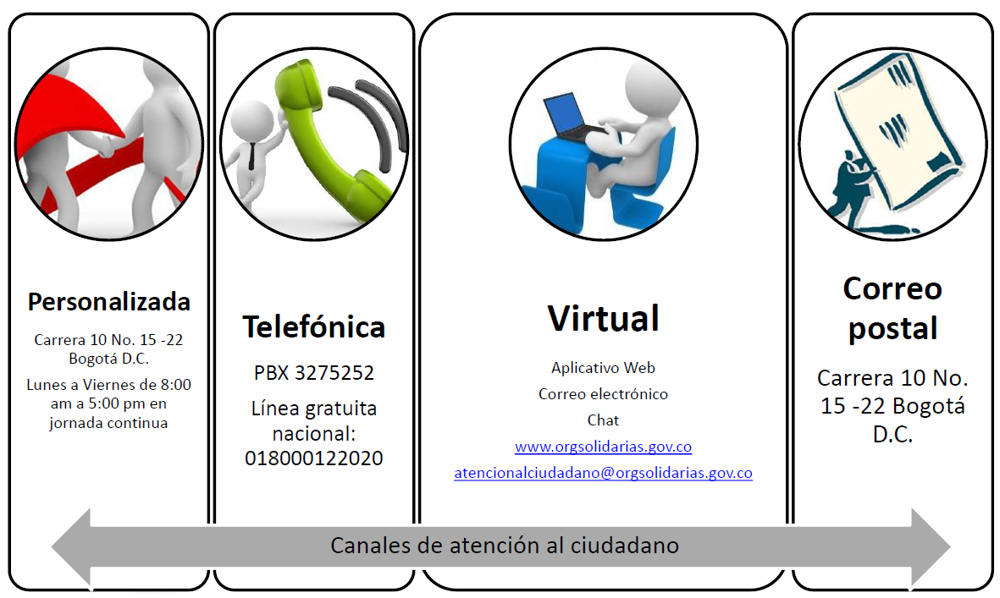 Personalizada
Carrera 10 No. 15 -22
Bogotá D.C.
Lunes a Viernes de 8:00
am a 5:00 pm en
jornada continua
Telefónica
PBX 3275252
Línea gratuita
nacional:
018000122020
Virtual
Aplicativo Web
Correo electrónico
Chat
www.orgsolidarias.gov.co
atencionalciudadano@orgsolidarias.gov.co
Correo
postal
Carrera 10 No.
15 -22 Bogotá
D.C.
Canales de atención al ciudadano